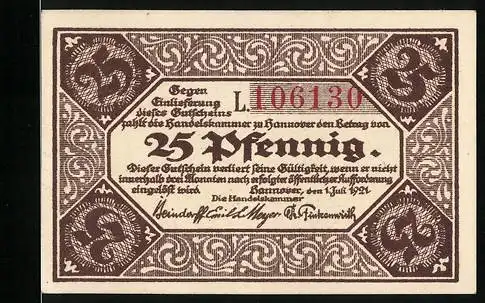 25
Gegen
Einlieferung
dieses Gutscheins
L.106130
zahlt die Handelskammer zu Hannover den Betrag von
25 Pfennig.
Dieser Gutschein verliert seine Gültigkeit, wenn er nicht
innerhalb drei Monaten nach erfolgter öffentlicher Aufforderung
eingelöst wird.
Hannover, den 1. Juli 1921
Die Handelskammer
Meyer